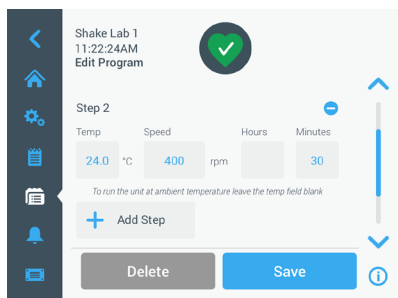 Shake Lab 1
11:22:24AM
Edit Program
Step 2
Temp Speed Hours Minutes
24.0 °C 400 rpm 30
To run the unit at ambient temperature leave the temp field blank
Add Step
Delete Save